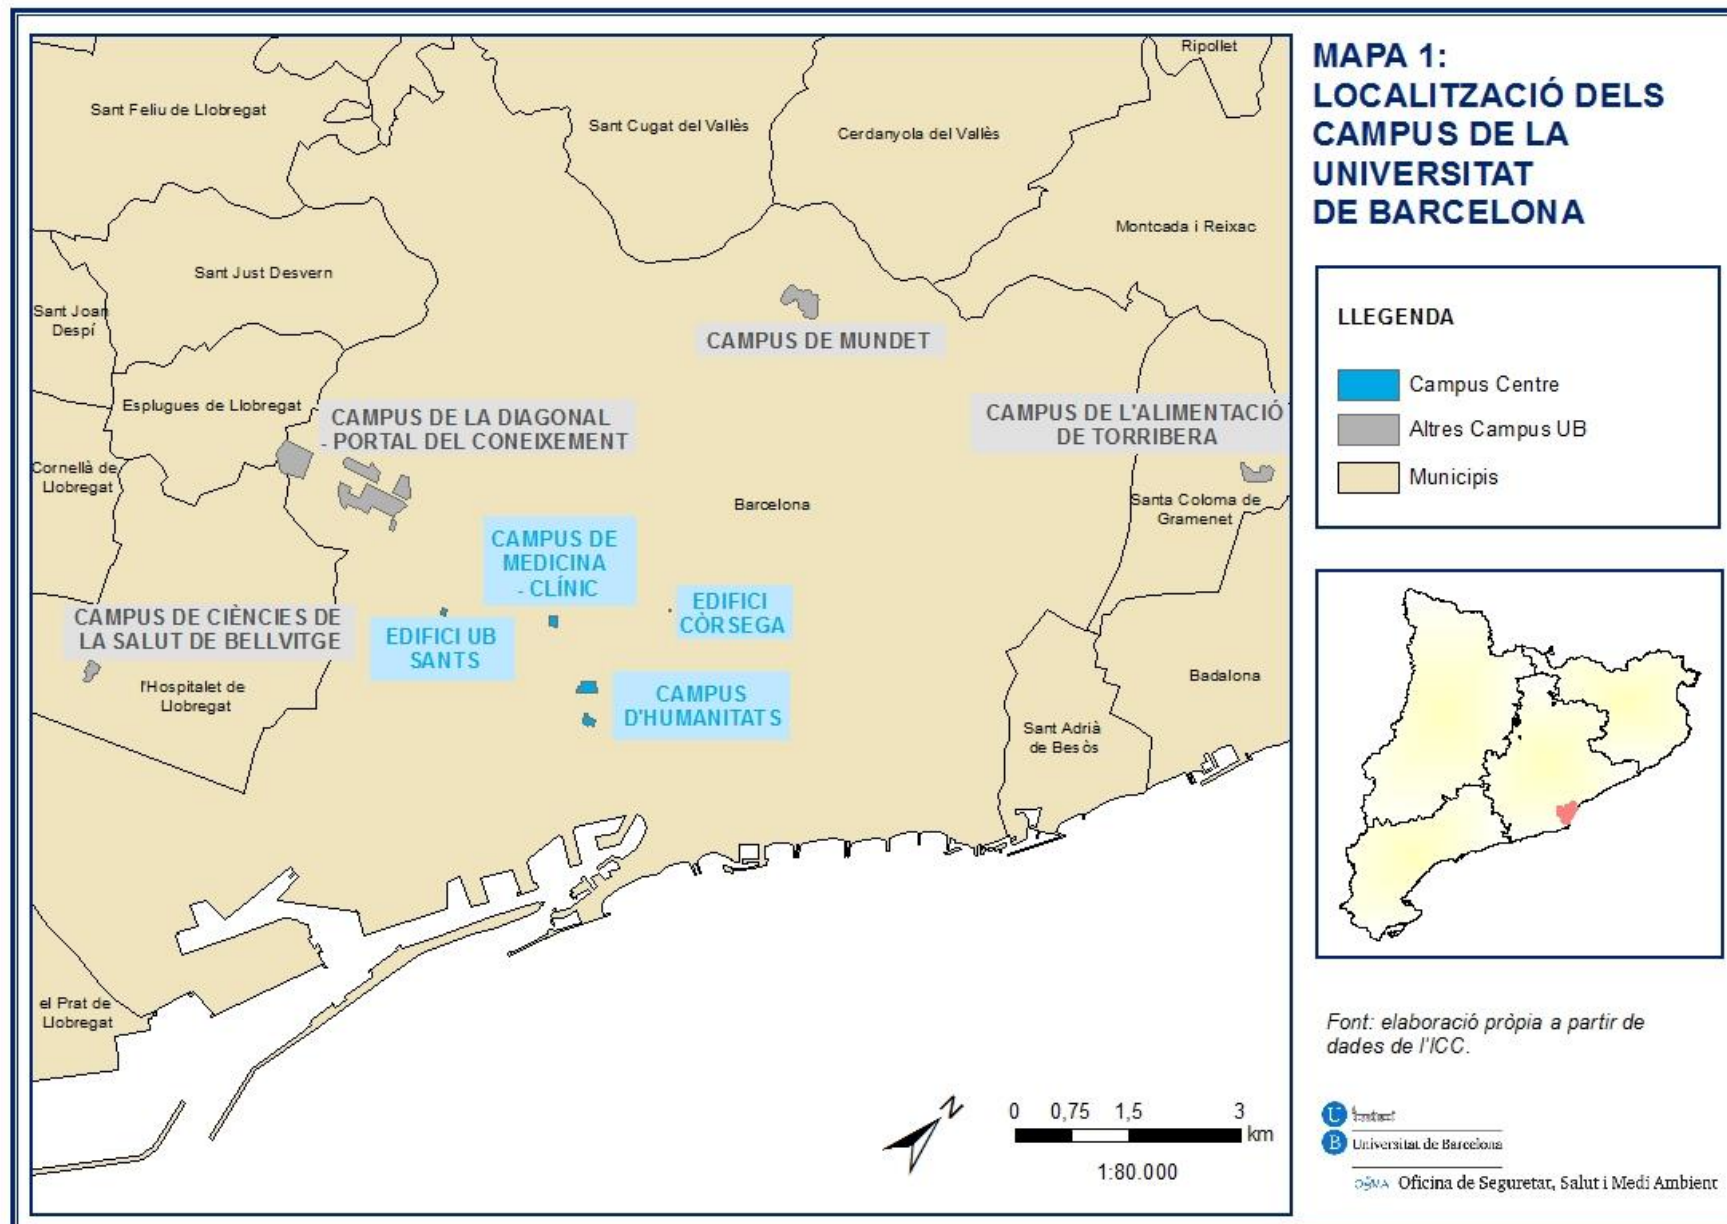 MAPA 1:
LOCALITZACIÓ DELS
CAMPUS DE LA
UNIVERSITAT
DE BARCELONA
Ripollet
Sant Feliu de Llobregat
Sant Cugat del Vallès
Cerdanyola del Vallès
Montcada i Reixac
Sant Just Desvern
Sant Joan
Despí
CAMPUS DE MUNDET
Esplugues de Llobregat
CAMPUS DE LA DIAGONAL
- PORTAL DEL CONEIXEMENT
CAMPUS DE L'ALIMENTACIÓ
DE TORRIBERA
Cornellà de
Llobregat
Barcelona
Santa Coloma de
Gramenet
CAMPUS DE
MEDICINA
- CLÍNIC
EDIFICI
CÒRSEGA
CAMPUS DE CIÈNCIES DE
LA SALUT DE BELLVITGE
EDIFICI UB
SANTS
l'Hospitalet de
Llobregat
CAMPUS
D'HUMANITATS
Badalona
Sant Adrià
de Besòs
el Prat de
Llobregat
N
0 0,75 1,5 3
km
1:80.000
LLEGENDA
Campus Centre
Altres Campus UB
Municipis
Font: elaboració pròpia a partir de
dades de l'ICC.
U
B
Universitat de Barcelona
Oficina de Seguretat, Salut i Medi Ambient